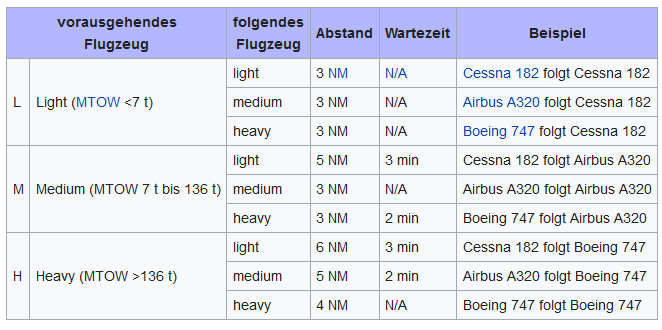 vorausgehendes Flugzeug folgendes Flugzeug Abstand Wartezeit Beispiel
L Light (MTOW <7 t) light 3 NM N/A Cessna 182 folgt Cessna 182
medium 3 NM N/A Airbus A320 folgt Cessna 182
heavy 3 NM N/A Boeing 747 folgt Cessna 182
M Medium (MTOW 7 t bis 136 t) light 5 NM 3 min Cessna 182 folgt Airbus A320
medium 3 NM N/A Airbus A320 folgt Airbus A320
heavy 3 NM 2 min Boeing 747 folgt Airbus A320
H Heavy (MTOW >136 t) light 6 NM 3 min Cessna 182 folgt Boeing 747
medium 5 NM 2 min Airbus A320 folgt Boeing 747
heavy 4 NM N/A Boeing 747 folgt Boeing 747